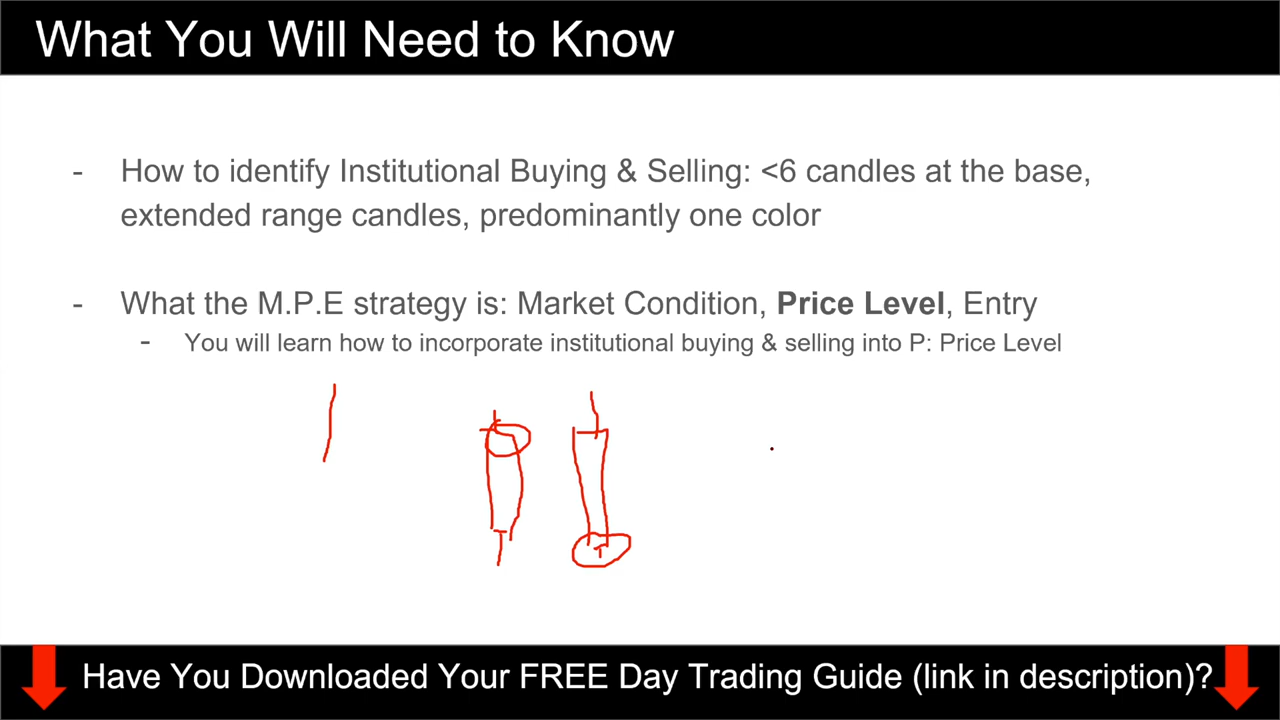 What You Will Need to Know
- How to identify Institutional Buying & Selling: <6 candles at the base,
extended range candles, predominantly one color
- What the M.P.E strategy is: Market Condition, Price Level, Entry
- You will learn how to incorporate institutional buying & selling into P: Price Level
Have You Downloaded Your FREE Day Trading Guide (link in description)?